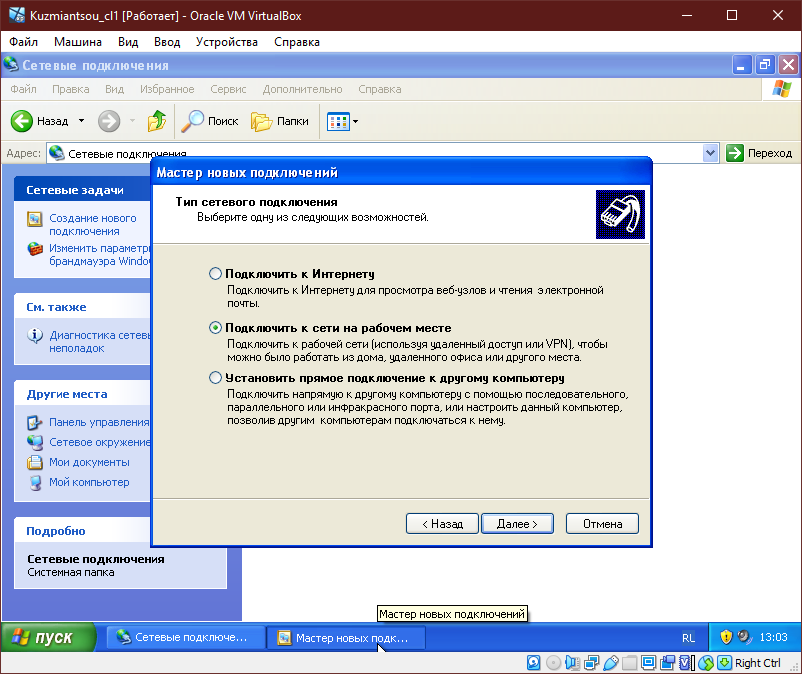 Kuzmiantsou_cl1 [Работает] - Oracle VM VirtualBox
Файл Машина Вид Ввод Устройства Справка
Сетевые подключения
Файл Правка Вид Избранное Сервис Дополнительно Справка
Назад Поиск Папки
Адрес: Сетевые подключения Переход
Сетевые задачи
Создание нового
подключения
Изменить параметры
брандмауэра Windo
См. также
Диагностика сетевь
неполадок
Другие места
Панель управления
Сетевое окружение
Мои документы
Мой компьютер
Подробно
Сетевые подключения
Системная папка
Мастер новых подключений
Тип сетевого подключения
Выберите одну из следующих возможностей.
Подключить к Интернету
Подключить к Интернету для просмотра веб-узлов и чтения электронной
почты.
Подключить к сети на рабочем месте
Подключить к рабочей сети (используя удаленный доступ или VPN), чтобы
можно было работать из дома, удаленного офиса или другого места.
Установить прямое подключение к другому компьютеру
Подключить напрямую к другому компьютеру с помощью последовательного,
параллельного или инфракрасного порта, или настроить данный компьютер,
позволив другим компьютерам подключаться к нему.
< Назад Далее > Отмена
Мастер новых подключений
пуск Сетевые подключе... Мастер новых подк... RL 13:03
Right Ctrl